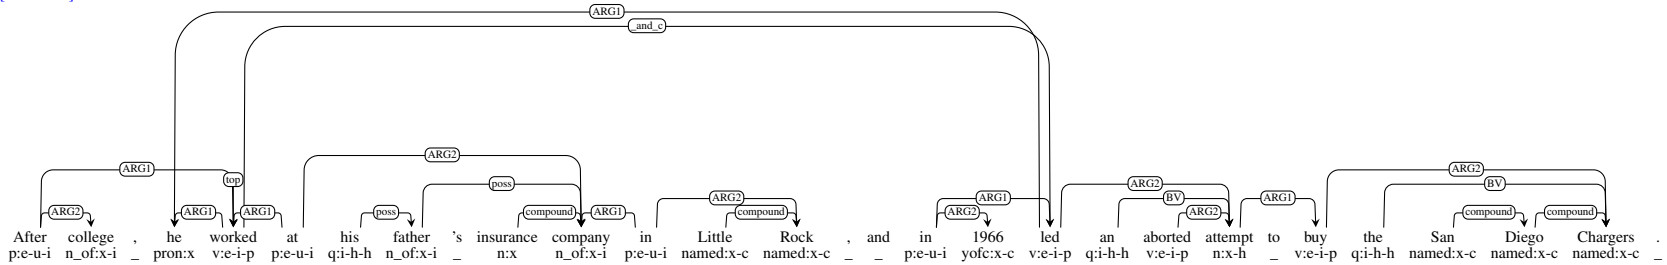 ARG1
_and_c
ARG2
ARG1 ARG2
top poss BV
ARG2 ARG1
ARG2 ARG1 ARG1 poss compound ARG1 compound ARG2 BV ARG2 ARG1 compound compound
After college , he worked at his father 's insurance company in Little Rock , and in 1966 led an aborted attempt to buy the San Diego Chargers .
p:e-u-i n_of:x-i _ pron:x v:e-i-p p:e-u-i q:i-h-h n_of:x-i _ n:x n_of:x-i p:e-u-i named:x-c named:x-c _ _ p:e-u-i yofc:x-c v:e-i-p q:i-h-h v:e-i-p n:x-h _ v:e-i-p q:i-h-h named:x-c named:x-c named:x-c _